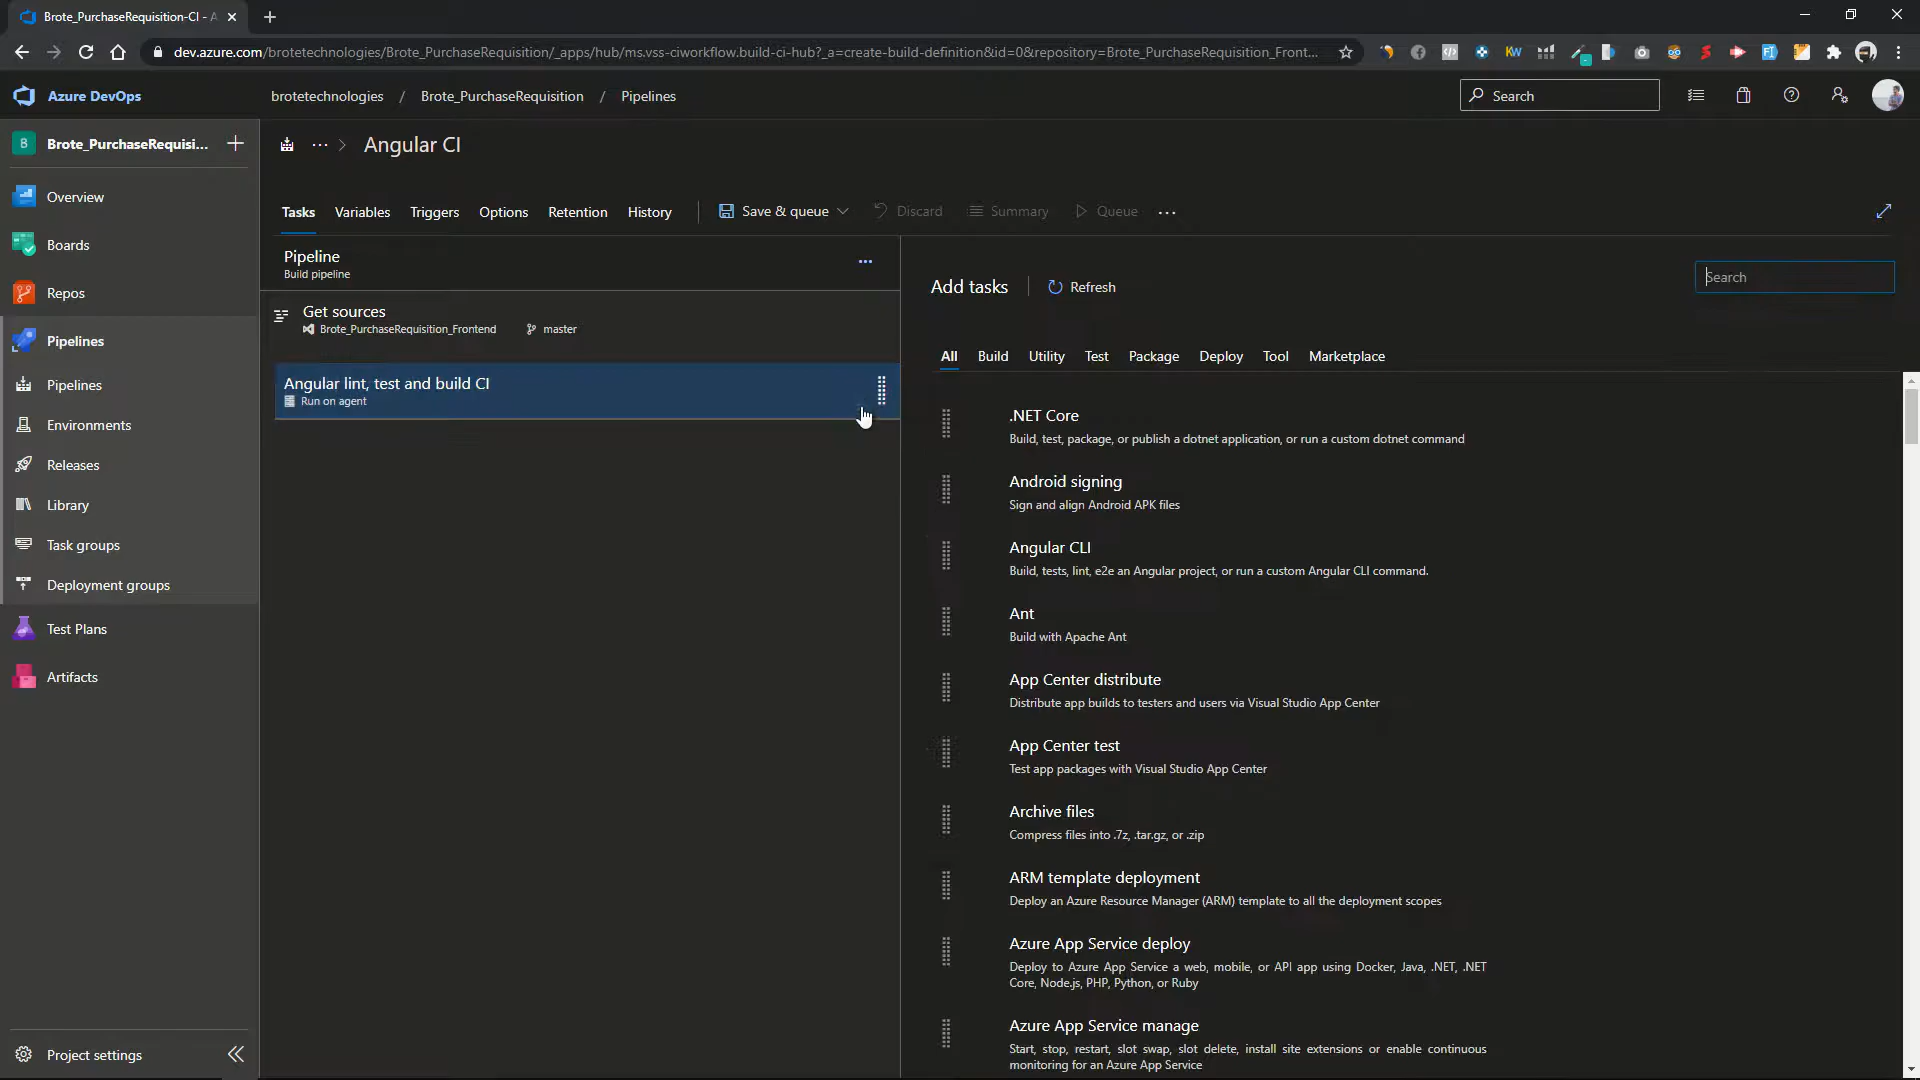 Brote_PurchaseRequisition-CI - A
dev.azure.com/brotetechnologies/Brote_PurchaseRequisition/_apps/hub/ms.vss-ciworkflow.build-ci-hub?_a=create-build-definition&id=0&repository=Brote_PurchaseRequisition_Front...
KW
Azure DevOps
brotetechnologies / Brote_PurchaseRequisition / Pipelines
Search
B Brote_PurchaseRequisi...
Overview
Boards
Repos
Pipelines
Pipelines
Environments
Releases
Library
Task groups
Deployment groups
Test Plans
Artifacts
Project settings
... > Angular CI
Tasks Variables Triggers Options Retention History Save & queue Discard Summary Queue ...
Pipeline
Build pipeline
Get sources
Brote_PurchaseRequisition_Frontend master
Angular lint, test and build CI
Run on agent
Add tasks Refresh
Search
All Build Utility Test Package Deploy Tool Marketplace
.NET Core
Build, test, package, or publish a dotnet application, or run a custom dotnet command
Android signing
Sign and align Android APK files
Angular CLI
Build, tests, lint, e2e an Angular project, or run a custom Angular CLI command.
Ant
Build with Apache Ant
App Center distribute
Distribute app builds to testers and users via Visual Studio App Center
App Center test
Test app packages with Visual Studio App Center
Archive files
Compress files into .7z, .tar.gz, or .zip
ARM template deployment
Deploy an Azure Resource Manager (ARM) template to all the deployment scopes
Azure App Service deploy
Deploy to Azure App Service a web, mobile, or API app using Docker, Java, .NET, .NET
Core, Node.js, PHP, Python, or Ruby
Azure App Service manage
Start, stop, restart, slot swap, slot delete, install site extensions or enable continuous
monitoring for an Azure App Service